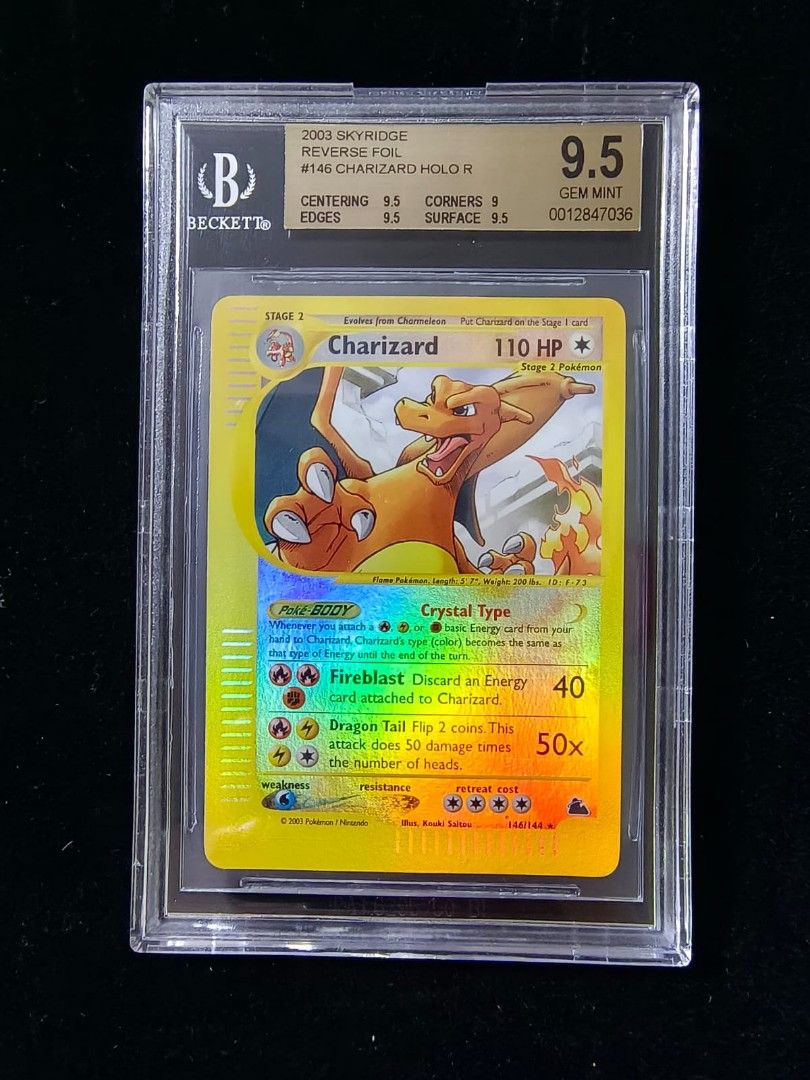 2003 SKYRIDGE
REVERSE FOIL
#146 CHARIZARD HOLO R
CENTERING 9.5 CORNERS 9
EDGES 9.5 SURFACE 9.5
9.5
GEM MINT
0012847036
B
BECKETT®
STAGE 2
Evolves from Charmeleon Put Charizard on the Stage 1 card
Charizard 110 HP
Stage 2 Pokémon
Flame Pokémon. Length: 5' 7", Weight: 200 lbs. ID: F-73
Poké-BODY Crystal Type
Whenever you attach a , , or basic Energy card from your
hand to Charizard, Charizard's type (color) becomes the same as
that type of Energy until the end of the turn.
Fireblast Discard an Energy
card attached to Charizard.
40
Dragon Tail Flip 2 coins. This
attack does 50 damage times
the number of heads.
50x
weakness resistance retreat cost
© 2003 Pokémon / Nintendo Illus. Kouki Saitou 146/144 ★